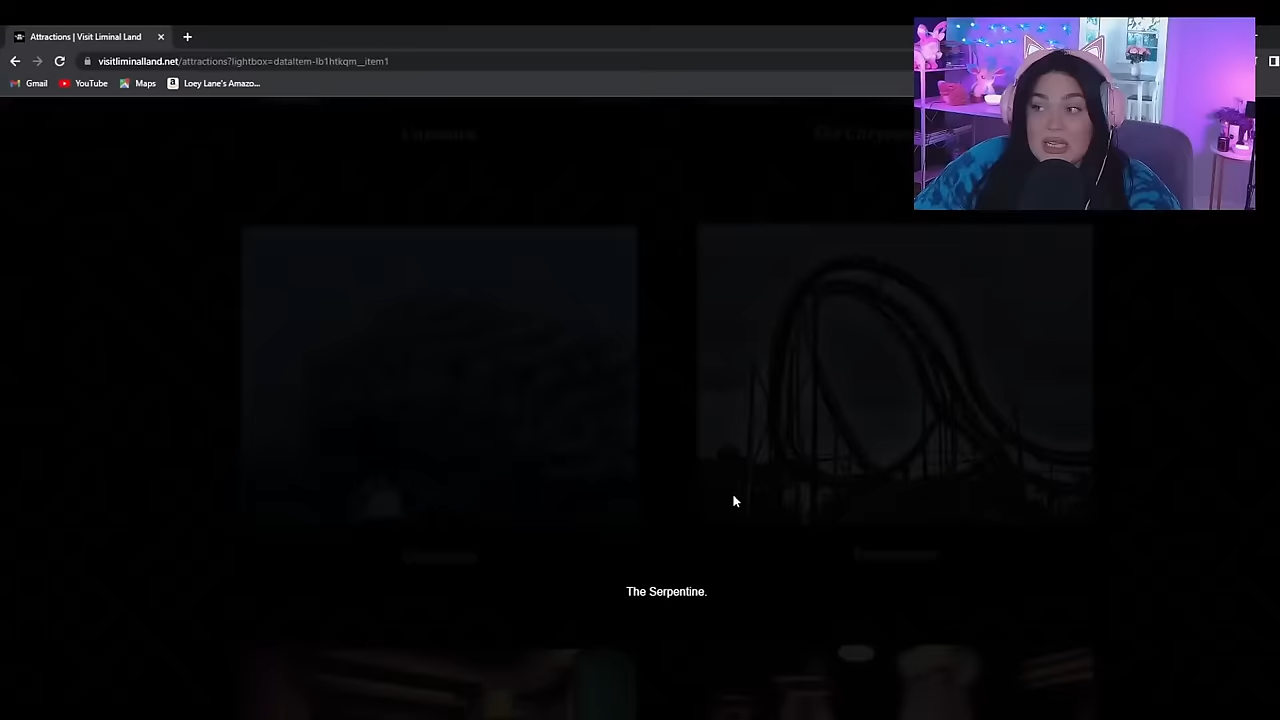 Attractions | Visit Liminal Land
visitliminalland.net/attractions?lightbox=dataItem-lb1htkqm__item1
Gmail
YouTube
Maps
Loey Lane's Amazo...
The Serpentine.